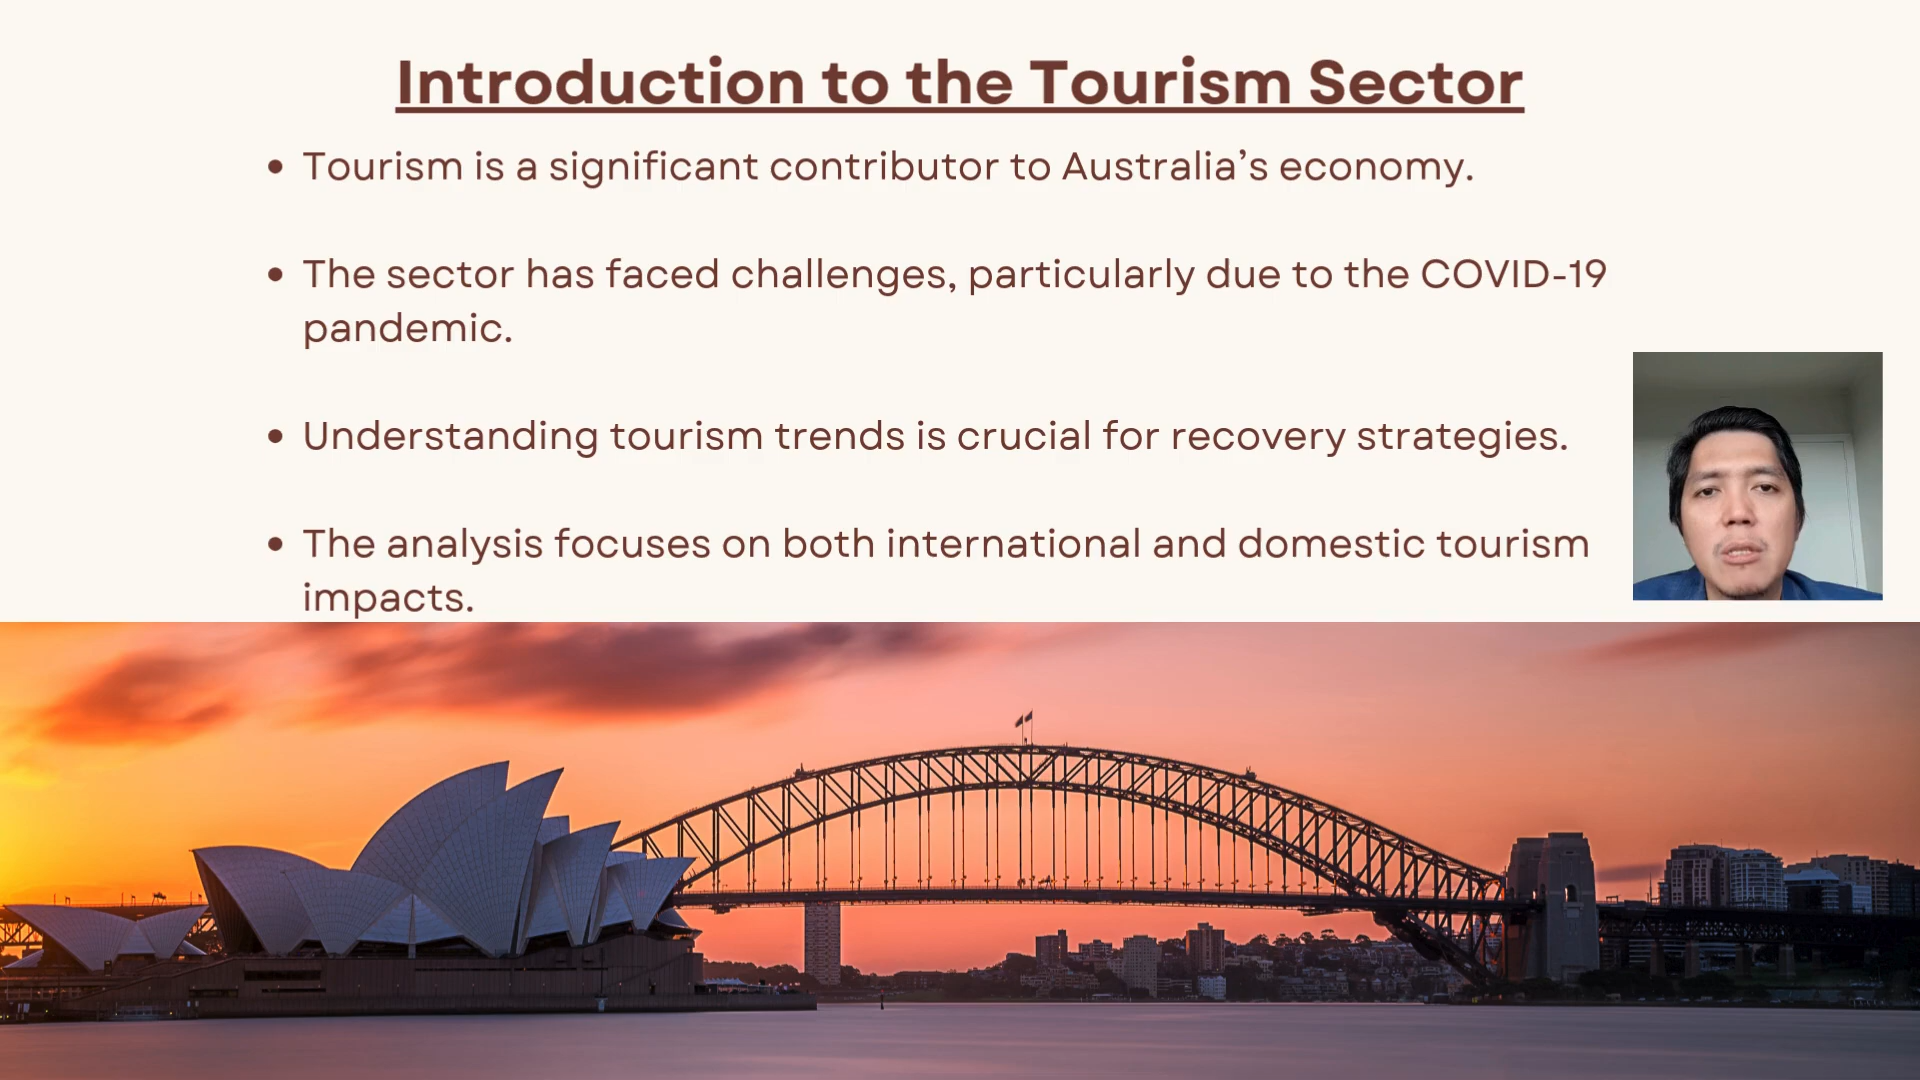 Introduction to the Tourism Sector
• Tourism is a significant contributor to Australia’s economy.
• The sector has faced challenges, particularly due to the COVID-19
pandemic.
• Understanding tourism trends is crucial for recovery strategies.
• The analysis focuses on both international and domestic tourism
impacts.